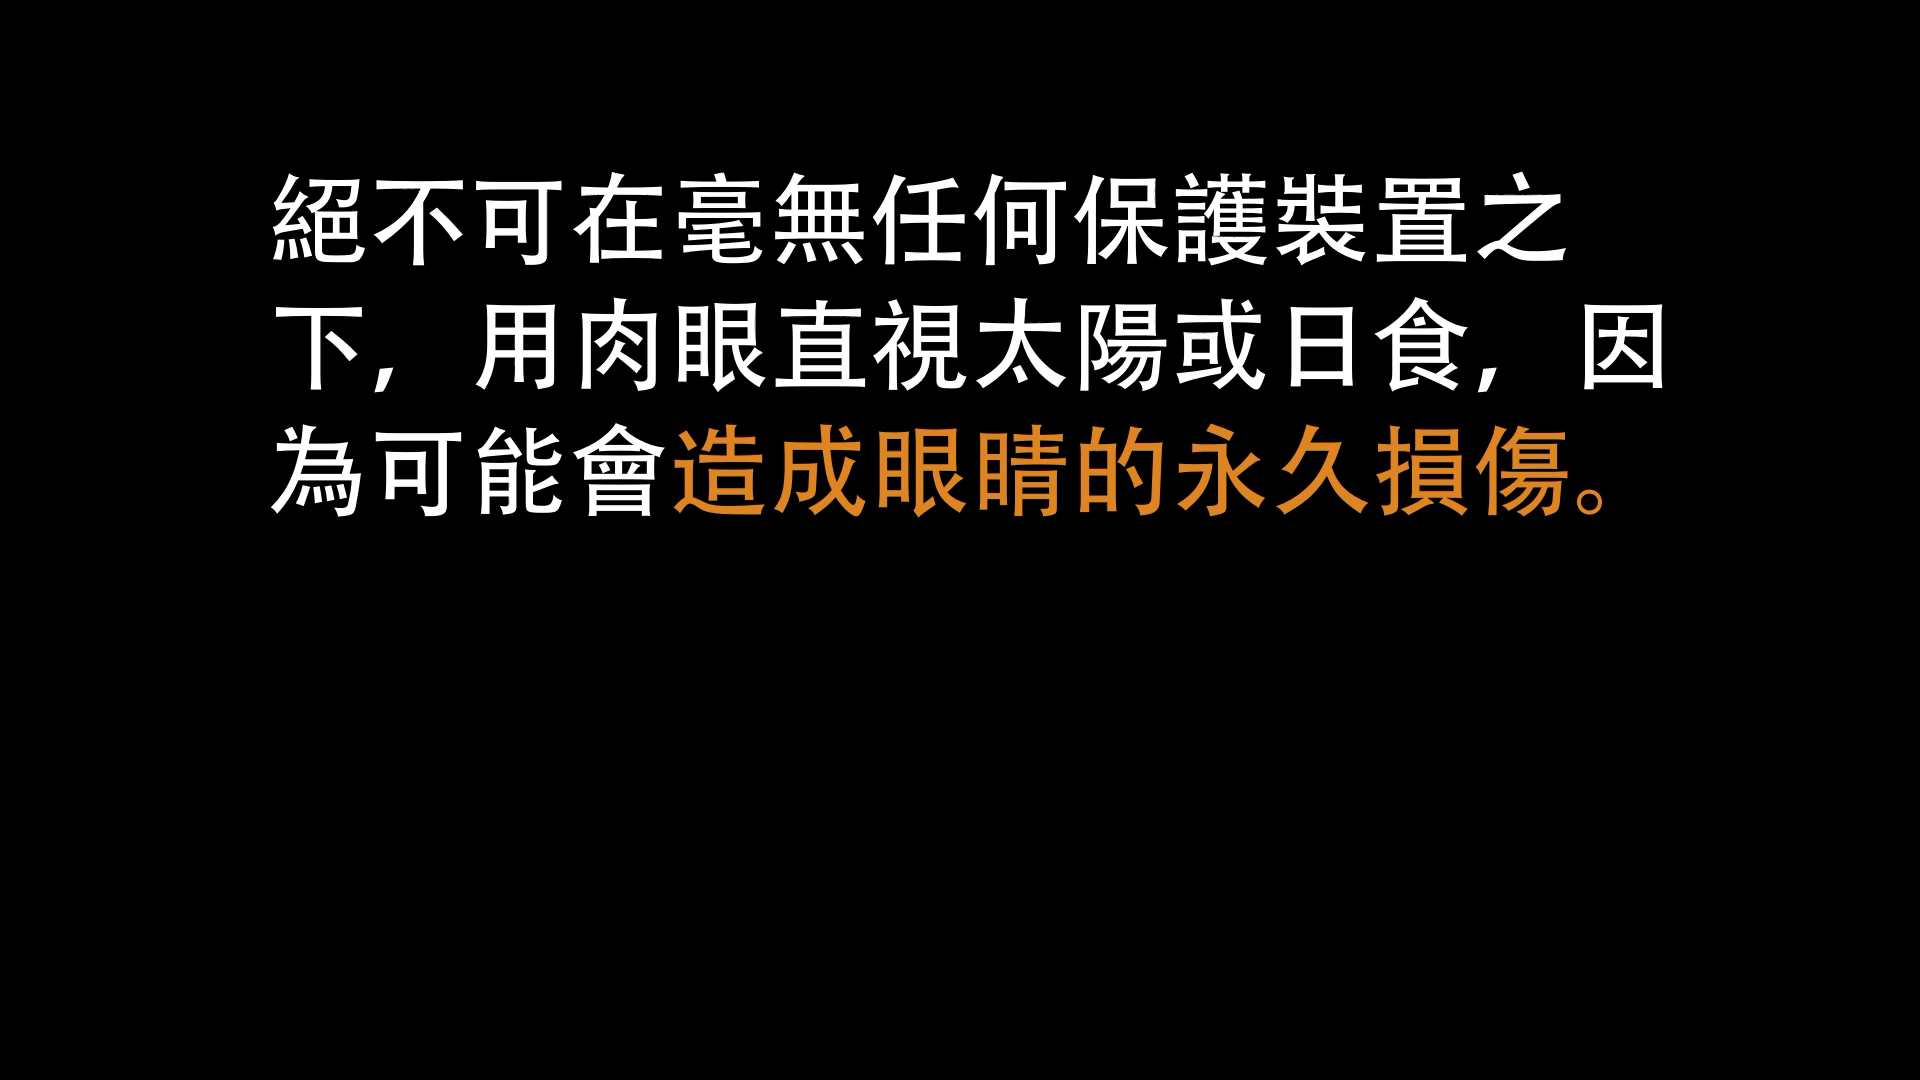 絕不可在毫無任何保護裝置之
下，用肉眼直視太陽或日食，因
為可能會造成眼睛的永久損傷。